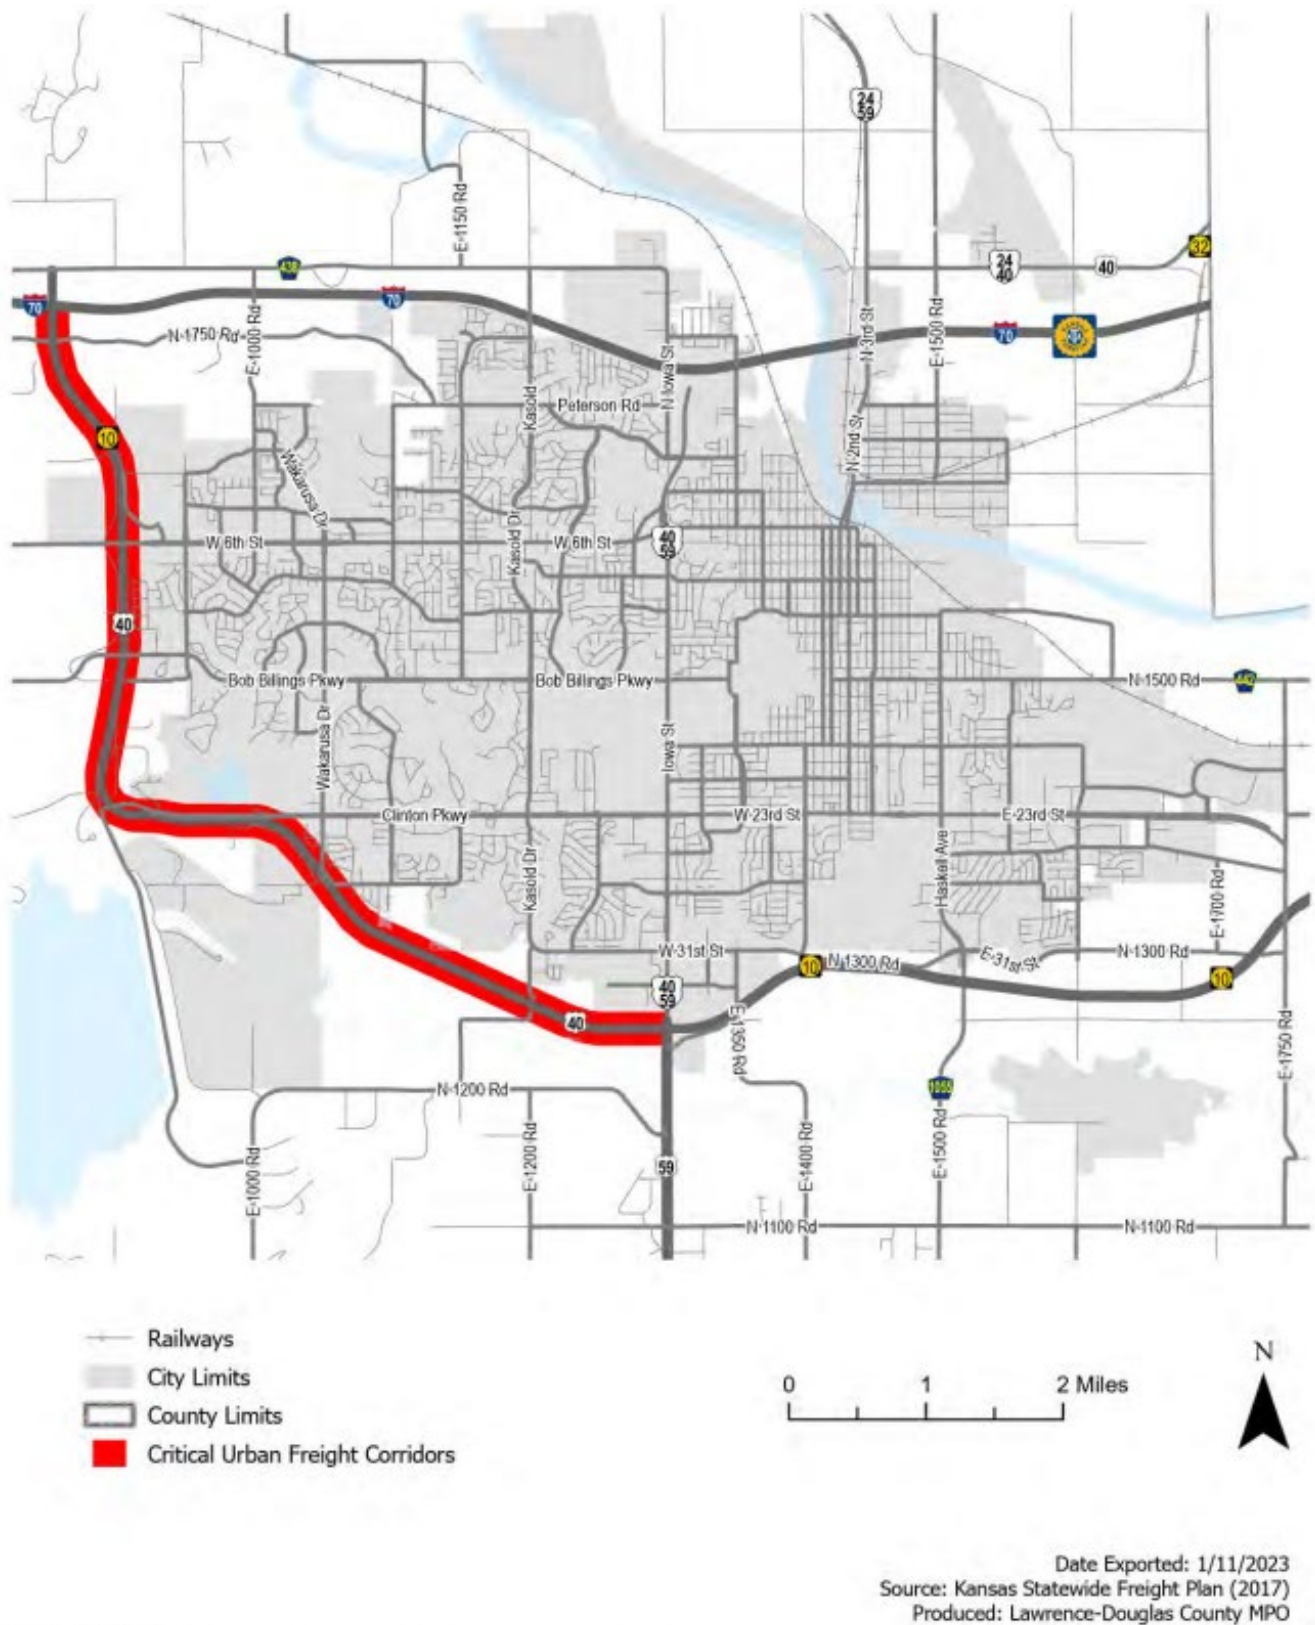 24
59
E-1150 Rd
32
438
24
40
40
70
70
N-1750 Rd
E-1000 Rd
N-3rd St
E-1500 Rd
70
N Iowa St
Kasold
Peterson Rd
10
N-2nd St
Wakarusa Dr
W 6th St
Kasold Dr
W 6th St
40
59
40
Bob Billings Pkwy
Bob Billings Pkwy
N-1500 Rd
442
Wakarusa Dr
Iowa St
Clinton Pkwy
W-23rd St
E-23rd St
Kasold Dr
Haskell Ave
E-1700 Rd
W-31st St
10
N 1300 Rd
E-31st St
N-1300 Rd
10
40
59
40
E-1350 Rd
E-1750 Rd
N-1200 Rd
1055
E-1000 Rd
E-1200 Rd
59
E-1400 Rd
E-1500 Rd
N-1100 Rd
N-1100 Rd
Railways
City Limits
County Limits
Critical Urban Freight Corridors
0 1 2 Miles
N
Date Exported: 1/11/2023
Source: Kansas Statewide Freight Plan (2017)
Produced: Lawrence-Douglas County MPO